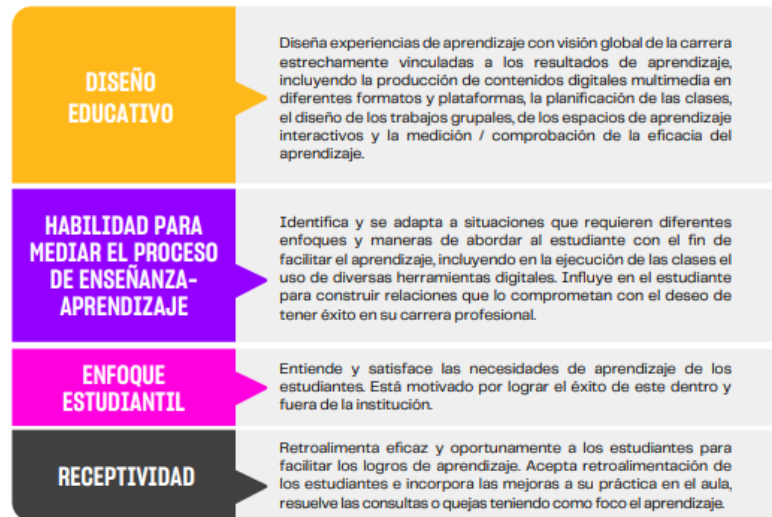 DISEÑO
EDUCATIVO
Diseña experiencias de aprendizaje con visión global de la carrera
estrechamente vinculadas a los resultados de aprendizaje,
incluyendo la producción de contenidos digitales multimedia en
diferentes formatos y plataformas, la planificación de las clases,
el diseño de los trabajos grupales, de los espacios de aprendizaje
interactivos y la medición / comprobación de la eficacia del
aprendizaje.
HABILIDAD PARA
MEDIAR EL PROCESO
DE ENSEÑANZA-
APRENDIZAJE
Identifica y se adapta a situaciones que requieren diferentes
enfoques y maneras de abordar al estudiante con el fin de
facilitar el aprendizaje, incluyendo en la ejecución de las clases el
uso de diversas herramientas digitales. Influye en el estudiante
para construir relaciones que lo comprometan con el deseo de
tener éxito en su carrera profesional.
ENFOQUE
ESTUDIANTIL
Entiende y satisface las necesidades de aprendizaje de los
estudiantes. Está motivado por lograr el éxito de este dentro y
fuera de la institución.
RECEPTIVIDAD
Retroalimenta eficaz y oportunamente a los estudiantes para
facilitar los logros de aprendizaje. Acepta retroalimentación de
los estudiantes e incorpora las mejoras a su práctica en el aula,
resuelve las consultas o quejas teniendo como foco el aprendizaje.